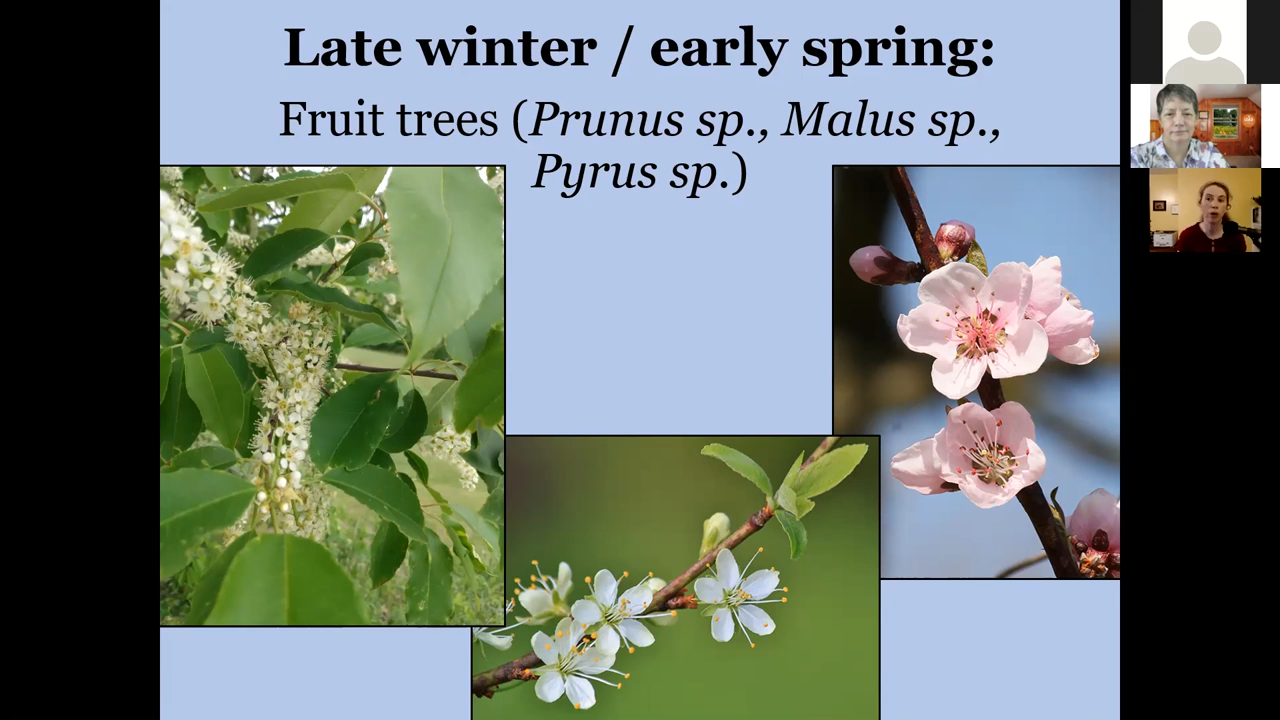 Late winter / early spring:
Fruit trees (Prunus sp., Malus sp.,
Pyrus sp.)